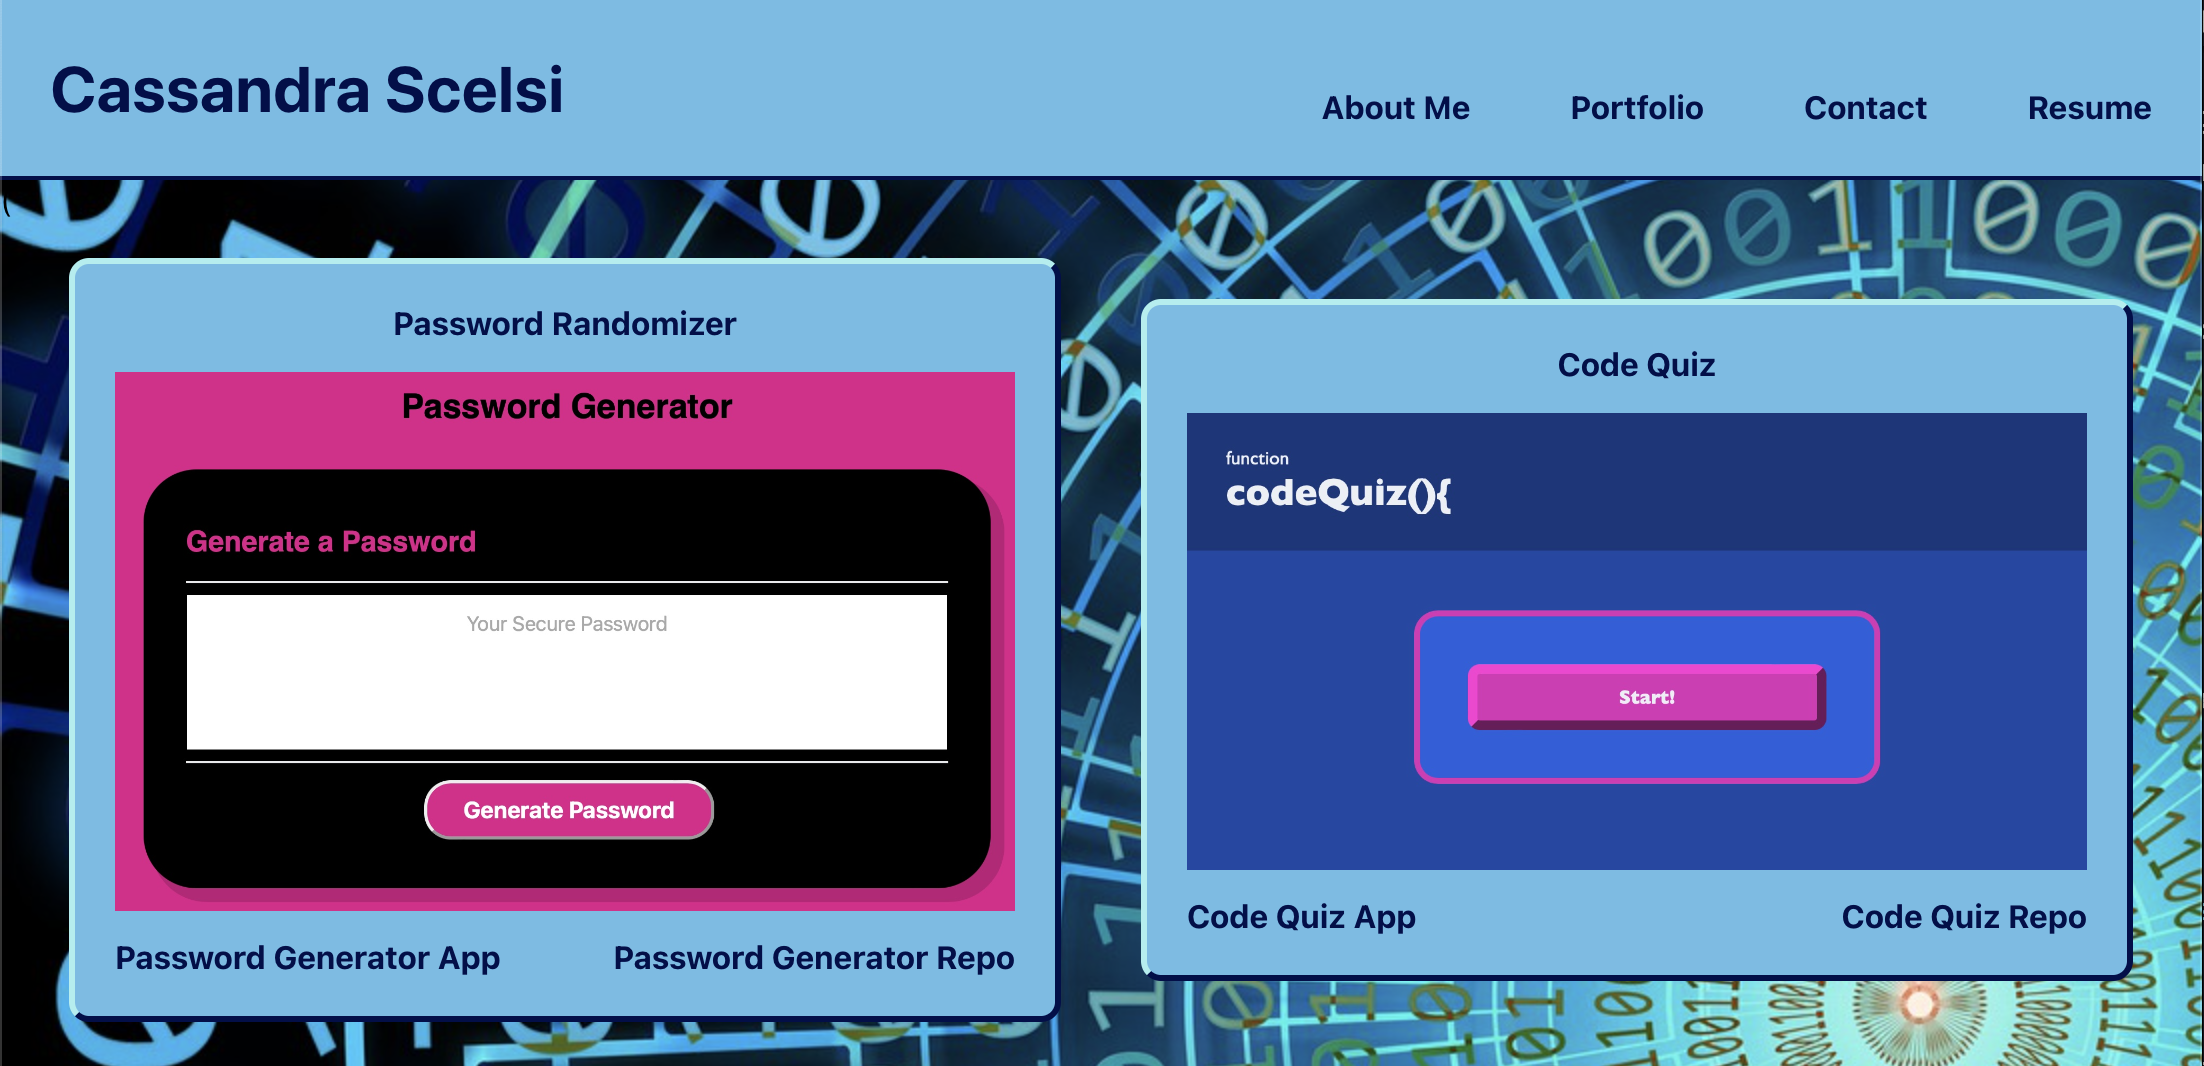 Cassandra Scelsi
About Me Portfolio Contact Resume
(
Password Randomizer
Password Generator
Generate a Password
Your Secure Password
Generate Password
Password Generator App Password Generator Repo
Code Quiz
function
codeQuiz(){
Start!
Code Quiz App Code Quiz Repo